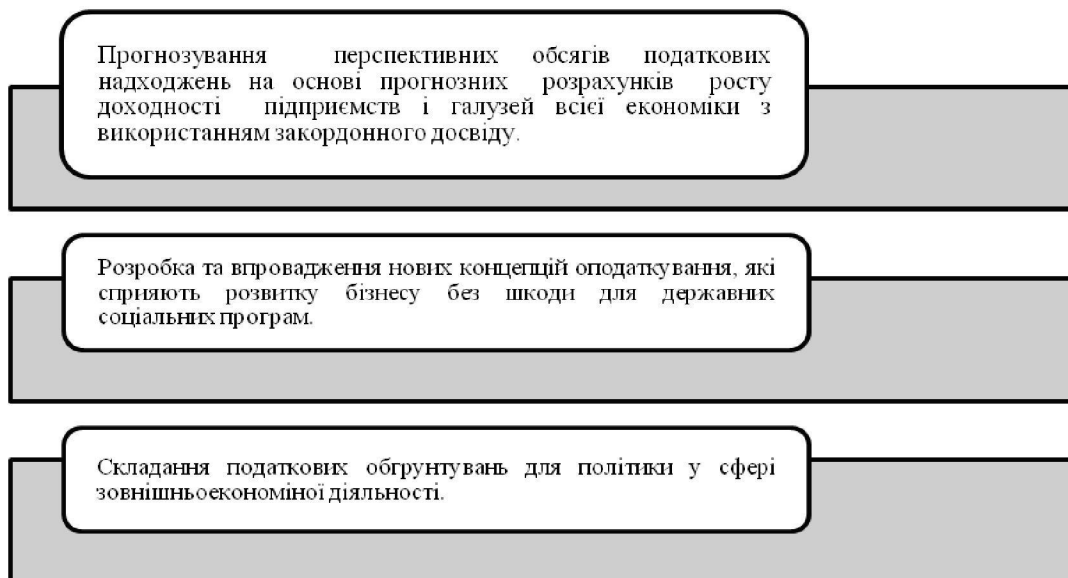 Прогнозування перспективних обсягів податкових
надходжень на основі прогнозних розрахунків росту
доходності підприємств і галузей всієї економіки з
використанням закордонного досвіду.
Розробка та впровадження нових концепцій оподаткування, які
сприяють розвитку бізнесу без шкоди для державних
соціальних програм.
Складання податкових обгрунтувань для політики у сфері
зовнішньоекономіної діяльності.